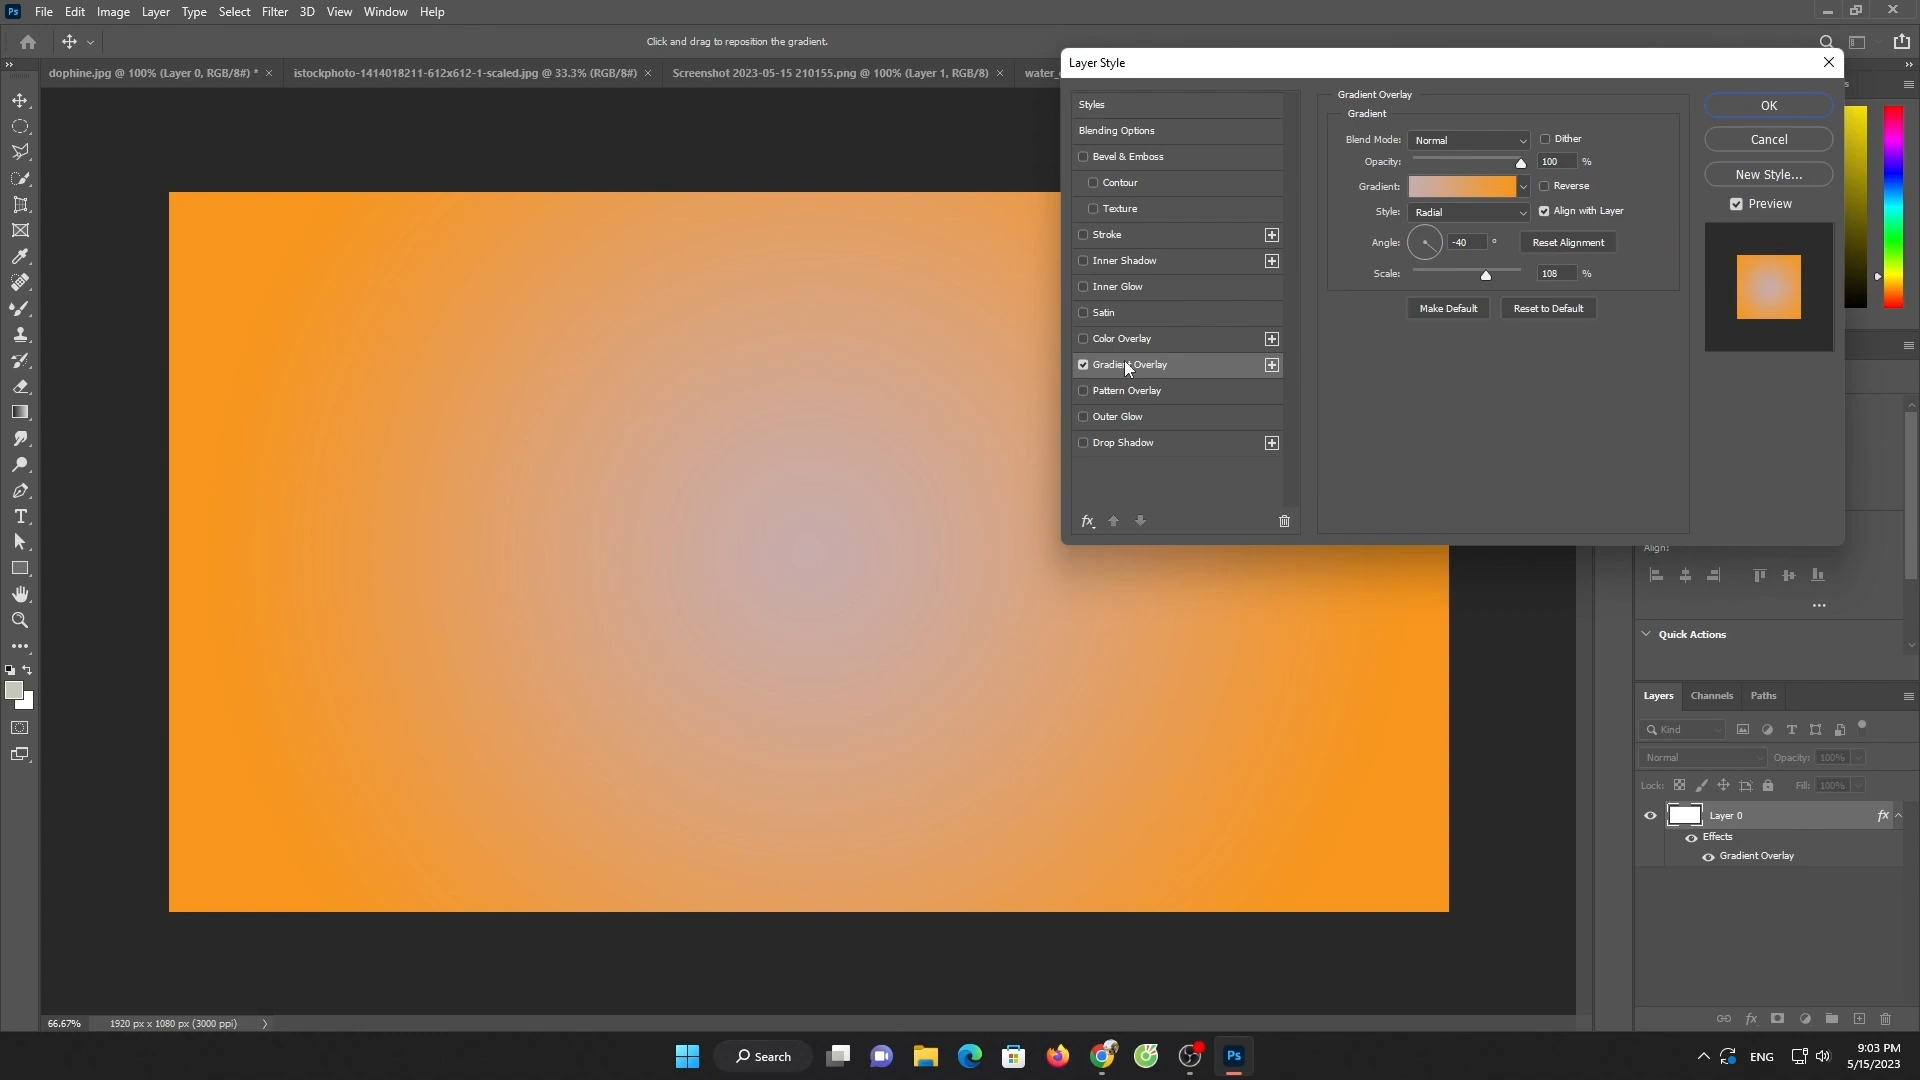 Ps File Edit Image Layer Type Select Filter 3D View Window Help
Click and drag to reposition the gradient.
dophine.jpg @ 100% (Layer 0, RGB/8#) * × istockphoto-1414018211-612x612-1-scaled.jpg @ 33.3% (RGB/8#) × Screenshot 2023-05-15 210155.png @ 100% (Layer 1, RGB/8) ×
Layer Style
Styles
Blending Options
Bevel & Emboss
Contour
Texture
Stroke
Inner Shadow
Inner Glow
Satin
Color Overlay
Gradient Overlay
Pattern Overlay
Outer Glow
Drop Shadow
fx
Gradient Overlay
Gradient
Blend Mode: Normal Dither
Opacity: 100 %
Gradient: Reverse
Style: Radial Align with Layer
Angle: -40 ° Reset Alignment
Scale: 108 %
Make Default Reset to Default
OK
Cancel
New Style...
Preview
Align:
Quick Actions
Layers Channels Paths
Kind
Normal Opacity: 100%
Lock: Fill: 100%
Layer 0 fx
Effects
Gradient Overlay
fx
66.67% 1920 px x 1080 px (3000 ppi)
Search
Ps
ENG
9:03 PM
5/15/2023